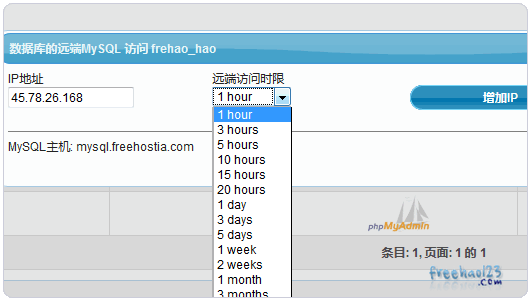 数据库的远端MySQL 访问 frehao_hao
IP地址
远端访问时限
45.78.26.168
1 hour
增加IP
1 hour
3 hours
5 hours
10 hours
15 hours
20 hours
1 day
3 days
5 days
1 week
2 weeks
1 month
3 months
MySQL主机: mysql.freehostia.com
phpMyAdmin
条目: 1, 页面: 1 的 1
freehao123
.com